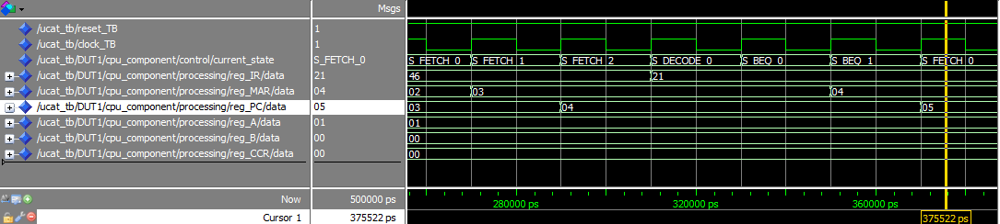 Msgs
/ucat_tb/reset_TB 1
/ucat_tb/clock_TB 1
/ucat_tb/DUT1/cpu_component/control/current_state S_FETCH_0 S_FETCH_0 S_FETCH_1 S_FETCH_2 S_DECODE_0 S_BEQ_0 S_BEQ_1 S_FETCH_0
/ucat_tb/DUT1/cpu_component/processing/reg_IR/data 21 46 21
/ucat_tb/DUT1/cpu_component/processing/reg_MAR/data 04 02 03 04
/ucat_tb/DUT1/cpu_component/processing/reg_PC/data 05 03 04 05
/ucat_tb/DUT1/cpu_component/processing/reg_A/data 01 01
/ucat_tb/DUT1/cpu_component/processing/reg_B/data 00 00
/ucat_tb/DUT1/cpu_component/processing/reg_CCR/data 00 00
Now 500000 ps 280000 ps 320000 ps 360000 ps
Cursor 1 375522 ps 375522 ps